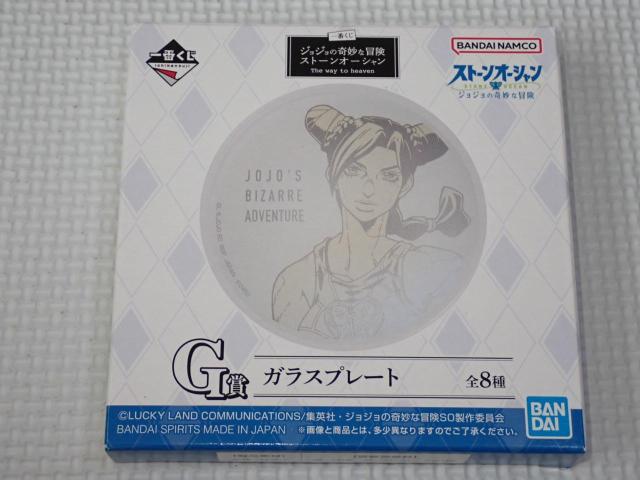 一番くじ
ICHIBANKUJI
一番くじ
ジョジョの奇妙な冒険
ストーンオーシャン
The way to heaven
BANDAI NAMCO
ストーンオーシャン
STONE OCEAN
ジョジョの奇妙な冒険
JOJO'S
BIZARRE
ADVENTURE
G賞 ガラスプレート 全8種
©LUCKY LAND COMMUNICATIONS/集英社・ジョジョの奇妙な冒険SO製作委員会
BANDAI SPIRITS MADE IN JAPAN ※画像と商品とは、多少異なりますのでご了承ください。
BAN
DAI